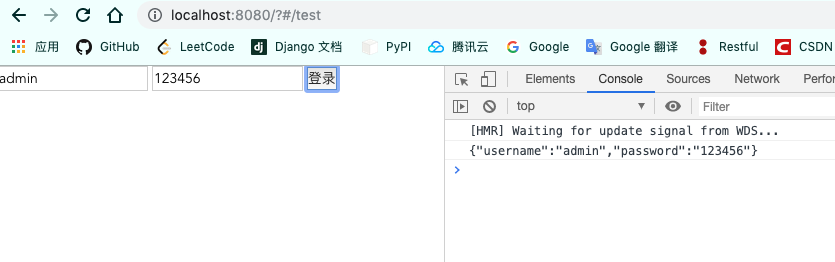 localhost:8080/?#/test
应用 GitHub LeetCode dj Django 文档 PyPI 腾讯云 G Google Google 翻译 Restful C CSDN
admin 123456 登录
Elements Console Sources Network Performa
top Filter
[HMR] Waiting for update signal from WDS...
{"username":"admin","password":"123456"}